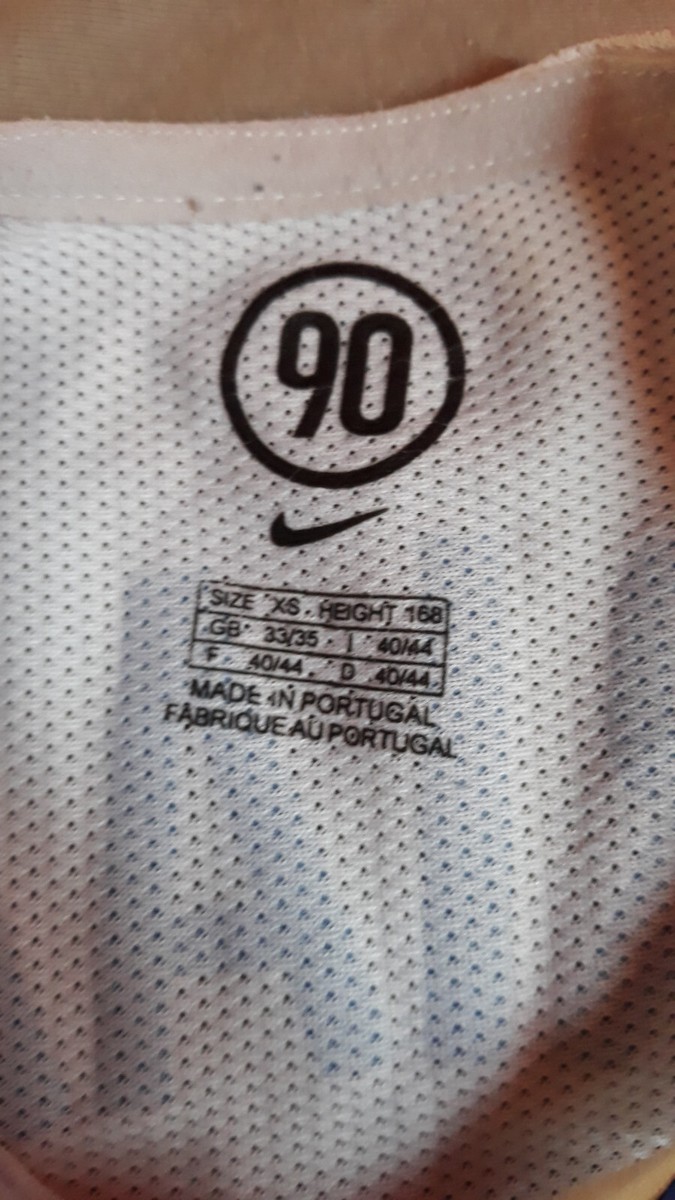 90
SIZE XS HEIGHT 168
GB 33/35 I 40/44
F 40/44 D 40/44
MADE IN PORTUGAL
FABRIQUE AU PORTUGAL